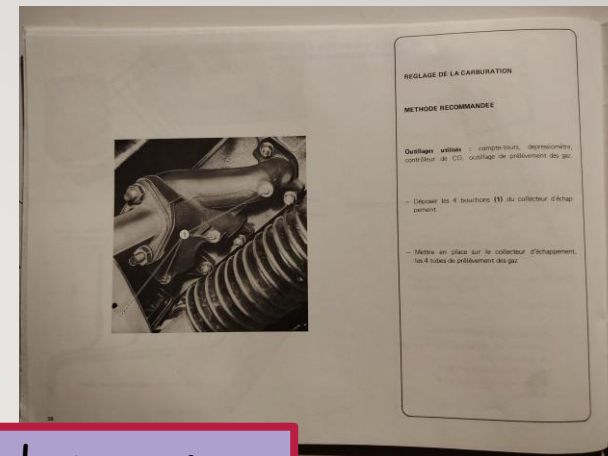 REGLAGE DE LA CARBURATION
METHODE RECOMMANDEE
Outillages utilisés : compte-tours, depressiomètre,
contrôleur de CO, outillage de prélèvement des gaz.
— Déposer les 4 bouchons (1) du collecteur d'échap
pement.
— Mettre en place sur le collecteur d'échappement,
les 4 tubes de prélèvement des gaz